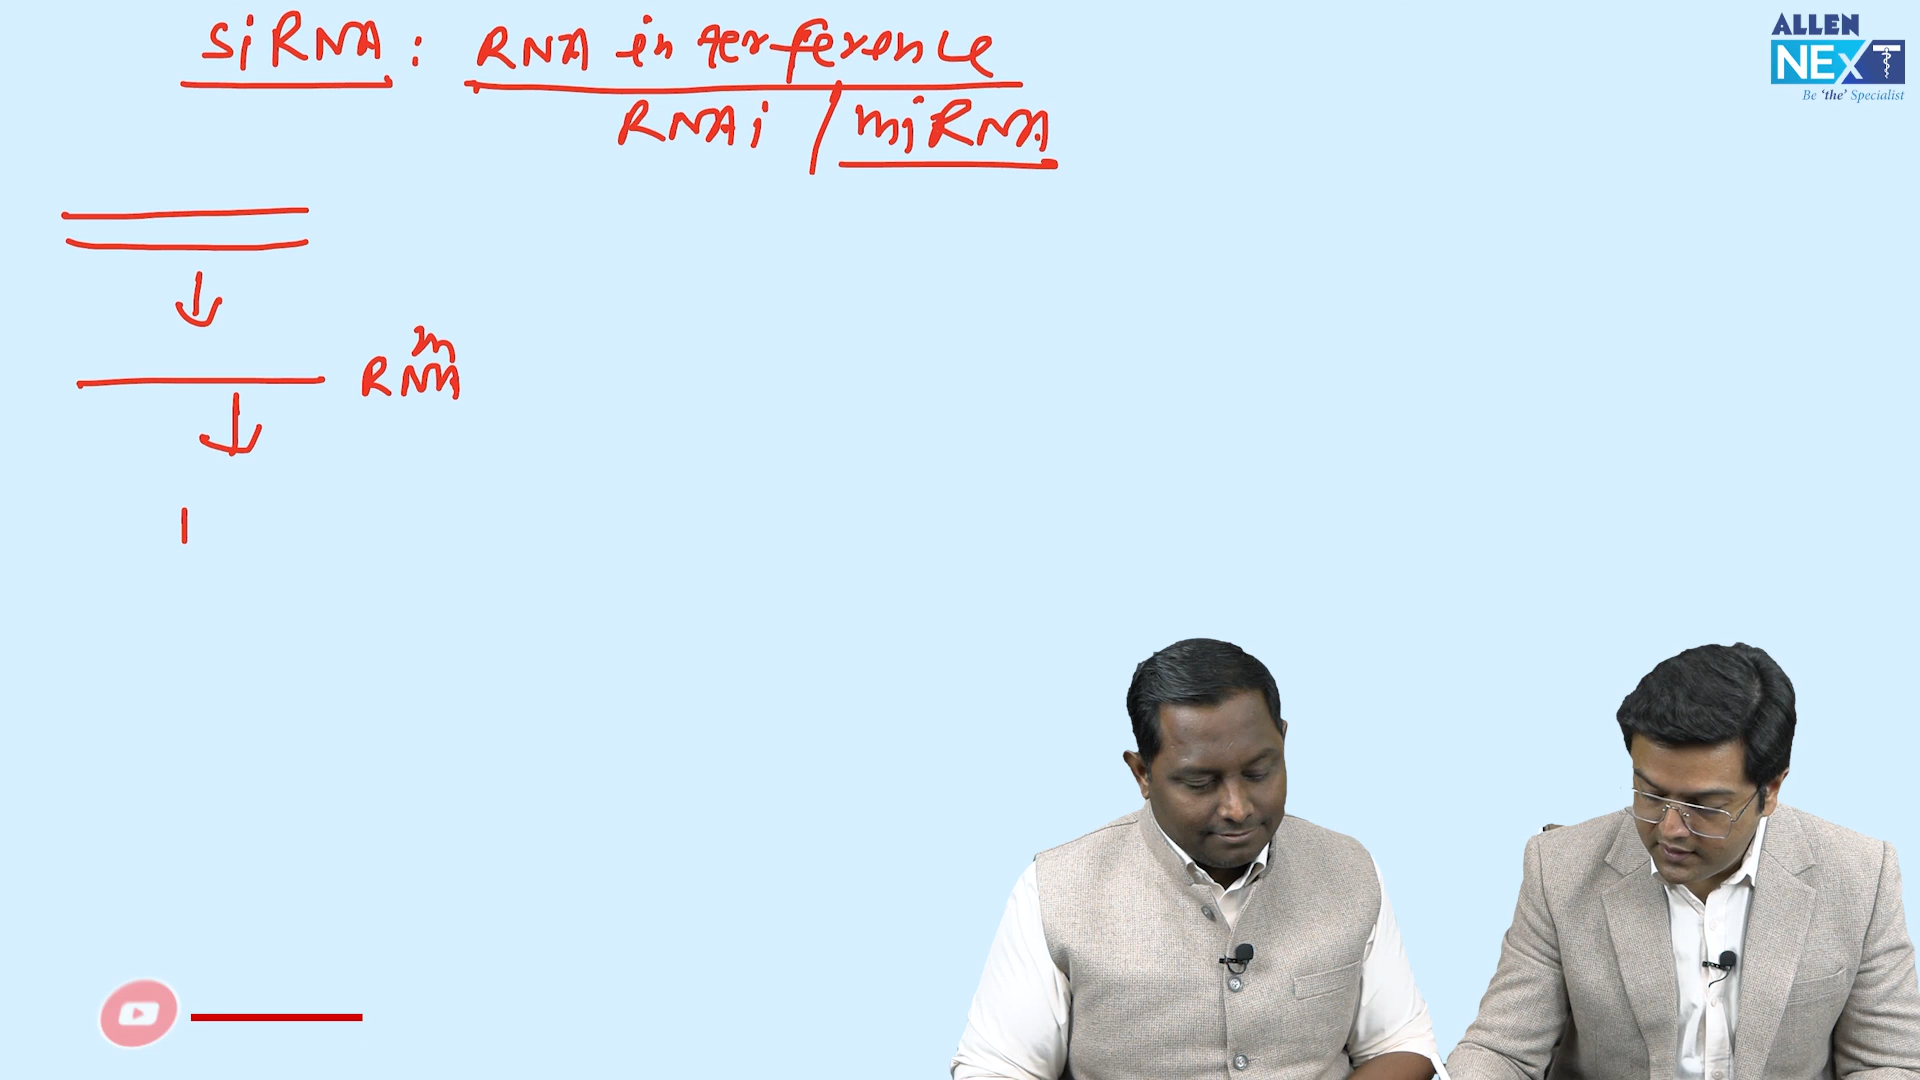 siRNA : RNA interference
RNAi / miRNA
m
RNA
ALLEN
NEXT
Be 'the' Specialist